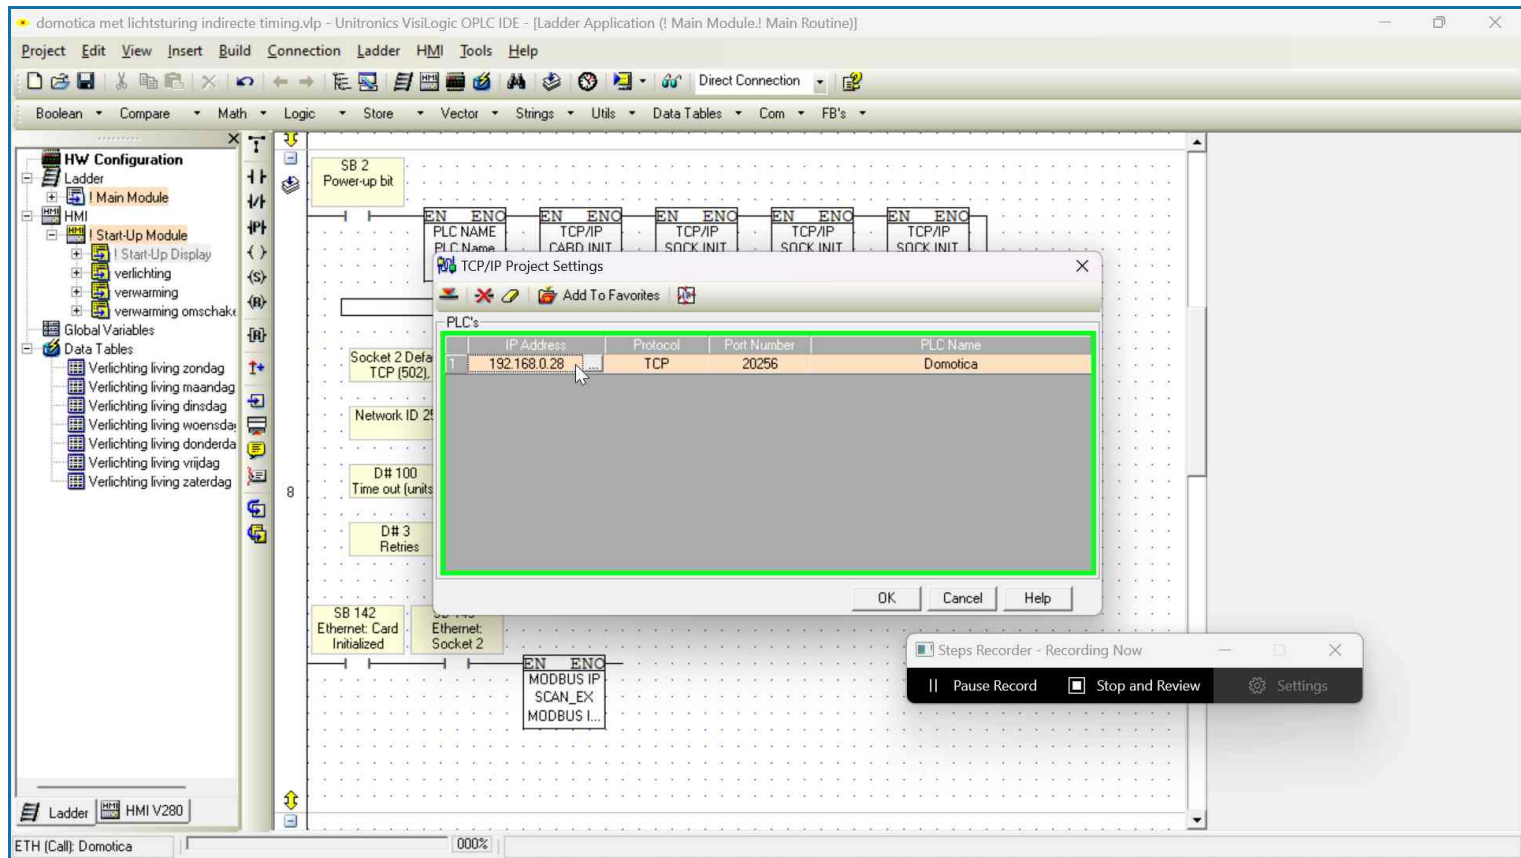 domotica met lichtsturing indirecte timing.vlp - Unitronics VisiLogic OPLC IDE - [Ladder Application (! Main Module.! Main Routine)]
Project Edit View Insert Build Connection Ladder HMI Tools Help
Direct Connection
Boolean Compare Math Logic Store Vector Strings Utils Data Tables Com FB's
HW Configuration
Ladder
! Main Module
HMI
! Start-Up Module
! Start-Up Display
verlichting
verwarming
verwarming omschake
Global Variables
Data Tables
Verlichting living zondag
Verlichting living maandag
Verlichting living dinsdag
Verlichting living woensda
Verlichting living donderda
Verlichting living vrijdag
Verlichting living zaterdag
SB 2
Power-up bit
EN ENO EN ENO EN ENO EN ENO EN ENO
PLC NAME TCP/IP TCP/IP TCP/IP TCP/IP
PLC Name CARD INIT SOCK INIT SOCK INIT SOCK INIT
TCP/IP Project Settings
Add To Favorites
PLC's
IP Address Protocol Port Number PLC Name
1 192.168.0.28 ... TCP 20256 Domotica
OK Cancel Help
Socket 2 Defa
TCP (502),
Network ID 25
D# 100
Time out (units
8
D# 3
Retries
SB 142
Ethernet: Card
Initialized
Ethernet:
Socket 2
EN ENO
MODBUS IP
SCAN_EX
MODBUS I...
Steps Recorder - Recording Now
Pause Record Stop and Review Settings
Ladder HMI V280
ETH (Call): Domotica 000%